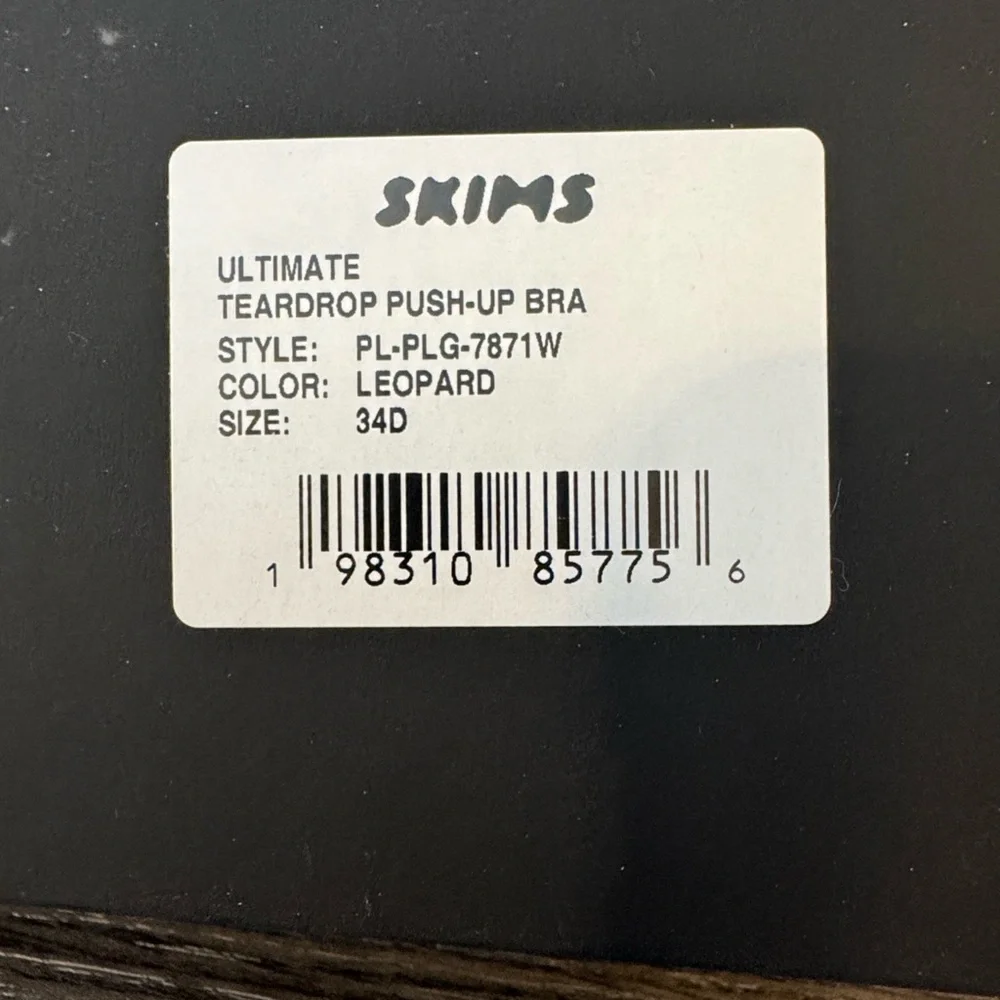 SKIMS
ULTIMATE
TEARDROP PUSH-UP BRA
STYLE: PL-PLG-7871W
COLOR: LEOPARD
SIZE: 34D
1 98310 85775 6